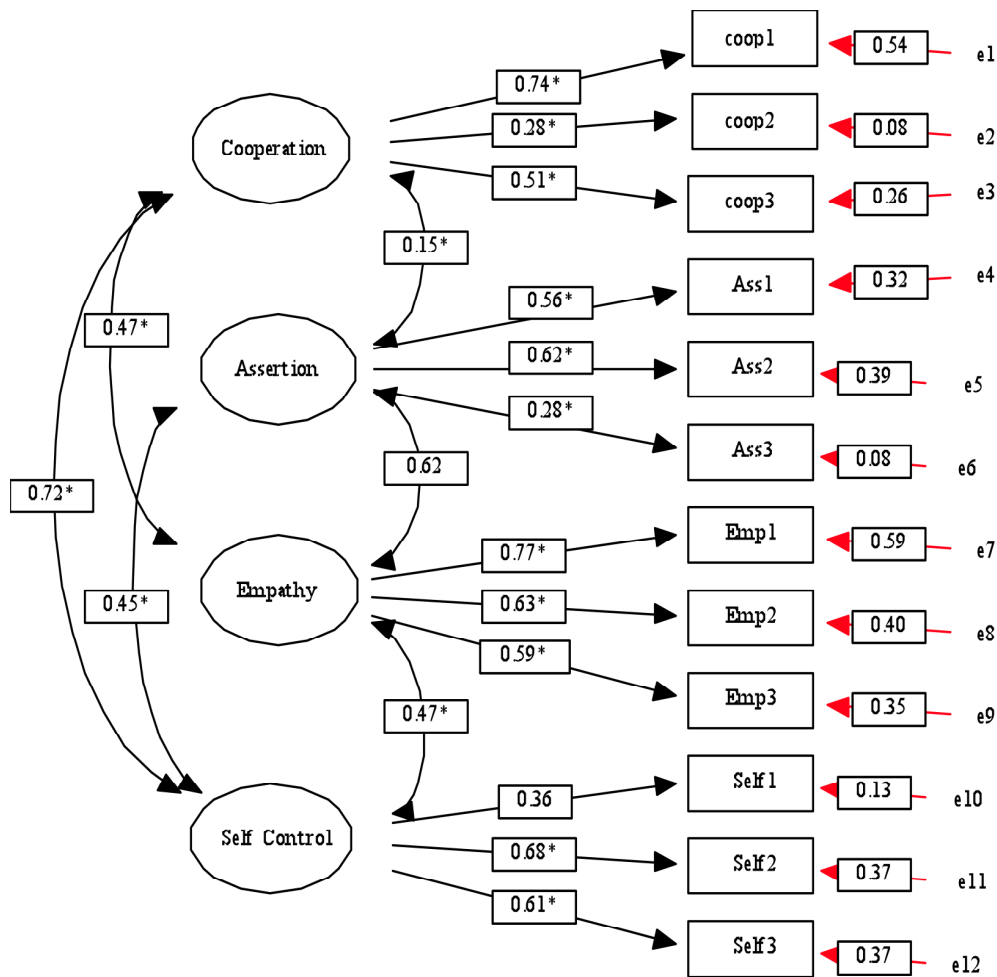 coop1
0.54
e1
0.74*
coop2
0.08
e2
Cooperation
0.28*
0.51*
coop3
0.26
e3
0.15*
Ass1
0.32
e4
0.56*
0.47*
Assertion
0.62*
Ass2
0.39
e5
0.28*
Ass3
0.08
e6
0.62
0.72*
Emp1
0.59
e7
0.77*
Empathy
0.45*
0.63*
Emp2
0.40
e8
0.59*
Emp3
0.35
e9
0.47*
Self1
0.13
e10
0.36
Self Control
0.68*
Self2
0.37
e11
0.61*
Self3
0.37
e12